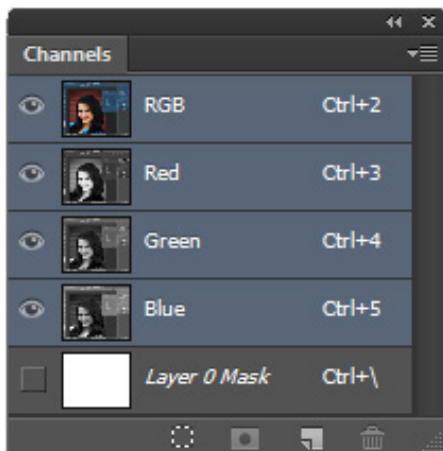 Channels
RGB Ctrl+2
Red Ctrl+3
Green Ctrl+4
Blue Ctrl+5
Layer 0 Mask Ctrl+\